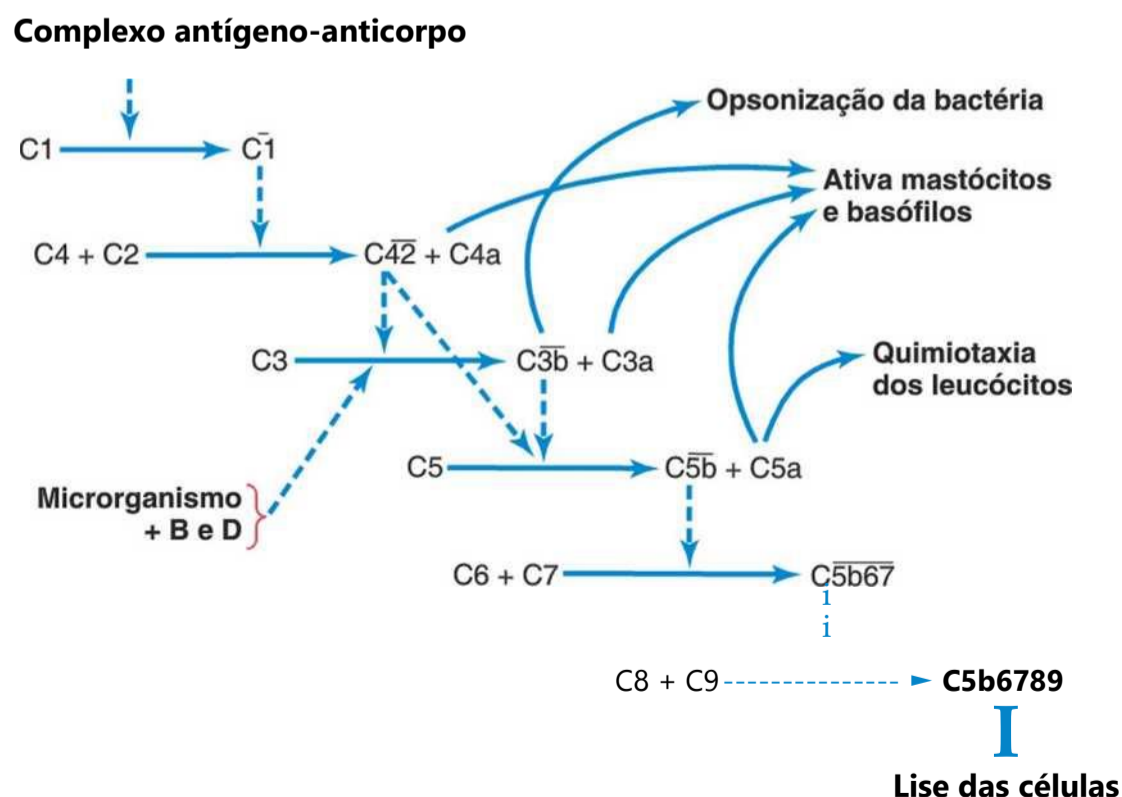 Complexo antígeno-anticorpo
Opsonização da bactéria
C1 C̅1̅
Ativa mastócitos
e basófilos
C4 + C2 C4̅2̅ + C4a
C3 C3̅b̅ + C3a
Quimiotaxia
dos leucócitos
C5 C5̅b̅ + C5a
Microrganismo
+ B e D
C6 + C7 C5̅b̅6̅7̅
i
i
C8 + C9 C5b6789
I
Lise das células